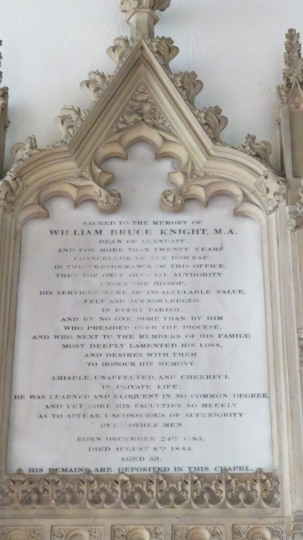 SACRED TO THE MEMORY OF
WILLIAM BRUCE KNIGHT, M.A.
DEAN OF LLANDAFF,
AND FOR MORE THAN TWENTY YEARS
CHANCELLOR OF THE DIOCESE;
IN THE PERFORMANCE OF THIS OFFICE,
THEN THE ONLY OFFICIAL AUTHORITY
UNDER THE BISHOP,
HIS SERVICES WERE OF INCALCULABLE VALUE,
FELT AND ACKNOWLEDGED
IN EVERY PARISH,
AND BY NO ONE MORE THAN BY HIM
WHO PRESIDED OVER THE DIOCESE,
AND WHO NEXT TO THE MEMBERS OF HIS FAMILY,
MOST DEEPLY LAMENTED HIS LOSS,
AND DESIRES WITH THEM
TO HONOUR HIS MEMORY.
AMIABLE, UNAFFECTED, AND CHEERFUL
IN PRIVATE LIFE;
HE WAS LEARNED AND ELOQUENT IN NO COMMON DEGREE,
AND YET BORE HIS FACULTIES SO MEEKLY
AS TO APPEAR UNCONSCIOUS OF SUPERIORITY
OVER OTHER MEN.
BORN DECEMBER 24TH 1785,
DIED AUGUST 8TH 1845,
AGED 59.
HIS REMAINS ARE DEPOSITED IN THIS CHAPEL.